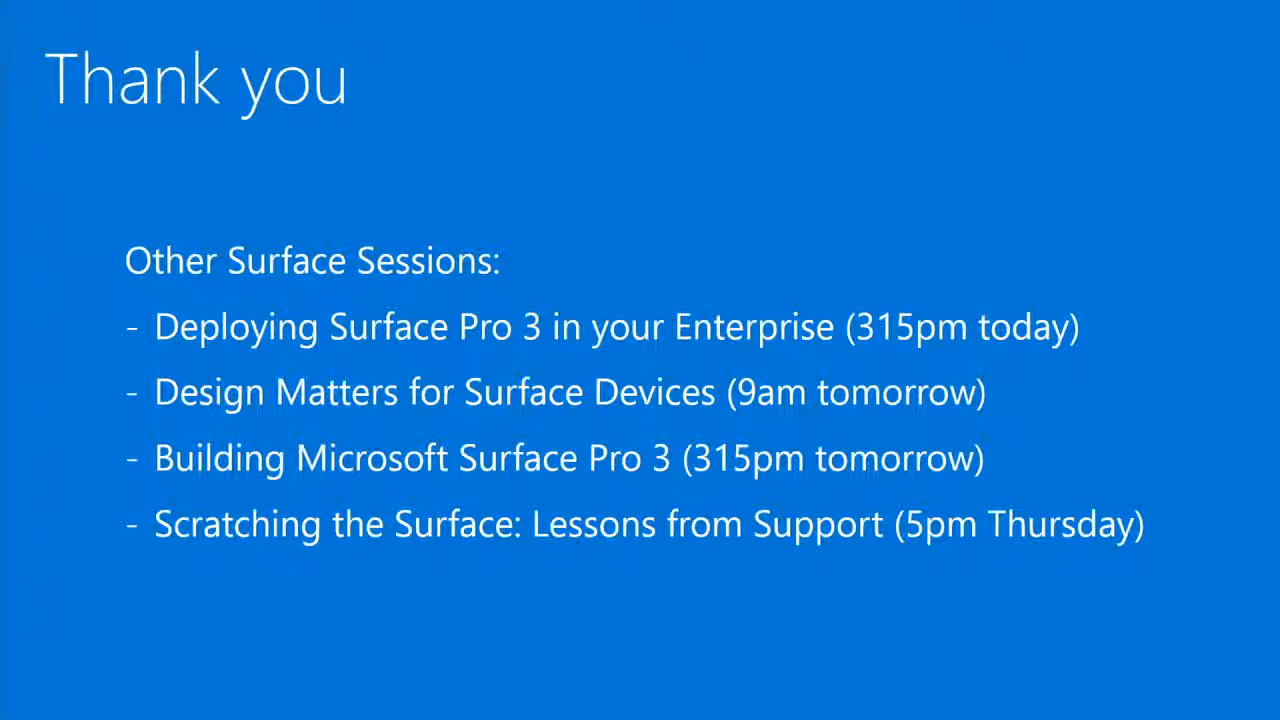 Thank you
Other Surface Sessions:
- Deploying Surface Pro 3 in your Enterprise (315pm today)
- Design Matters for Surface Devices (9am tomorrow)
- Building Microsoft Surface Pro 3 (315pm tomorrow)
- Scratching the Surface: Lessons from Support (5pm Thursday)